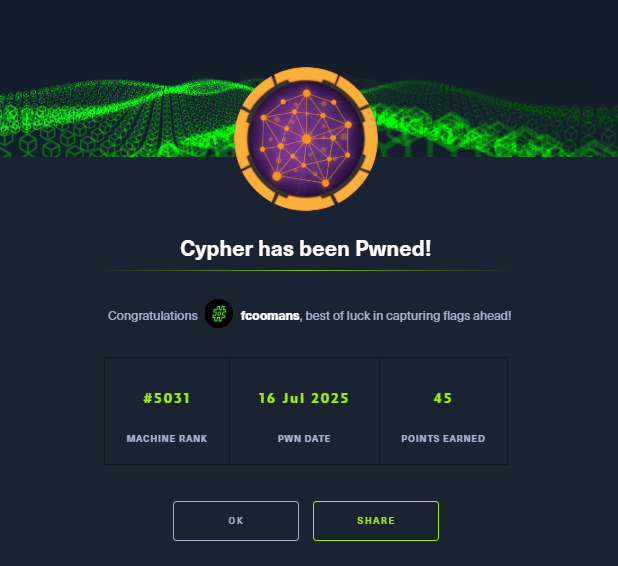 Cypher has been Pwned!
Congratulations fcoomans, best of luck in capturing flags ahead!
#5031 16 Jul 2025 45
MACHINE RANK PWN DATE POINTS EARNED
OK SHARE